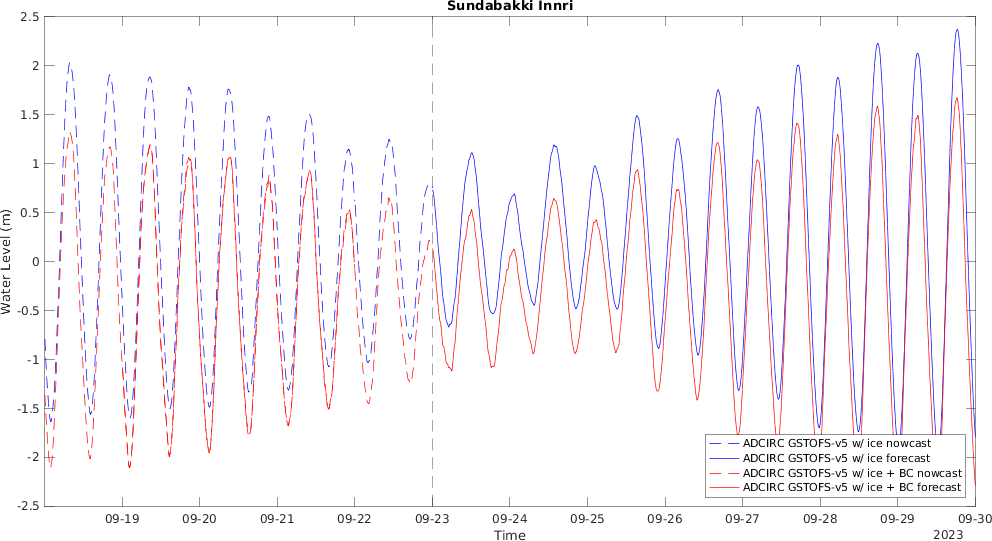 Sundabakki Innri
2.5
2
1.5
1
0.5
0
-0.5
-1
-1.5
-2
-2.5
Water Level (m)
09-19 09-20 09-21 09-22 09-23 09-24 09-25 09-26 09-27 09-28 09-29 09-30
Time
2023
ADCIRC GSTOFS-v5 w/ ice nowcast
ADCIRC GSTOFS-v5 w/ ice forecast
ADCIRC GSTOFS-v5 w/ ice + BC nowcast
ADCIRC GSTOFS-v5 w/ ice + BC forecast